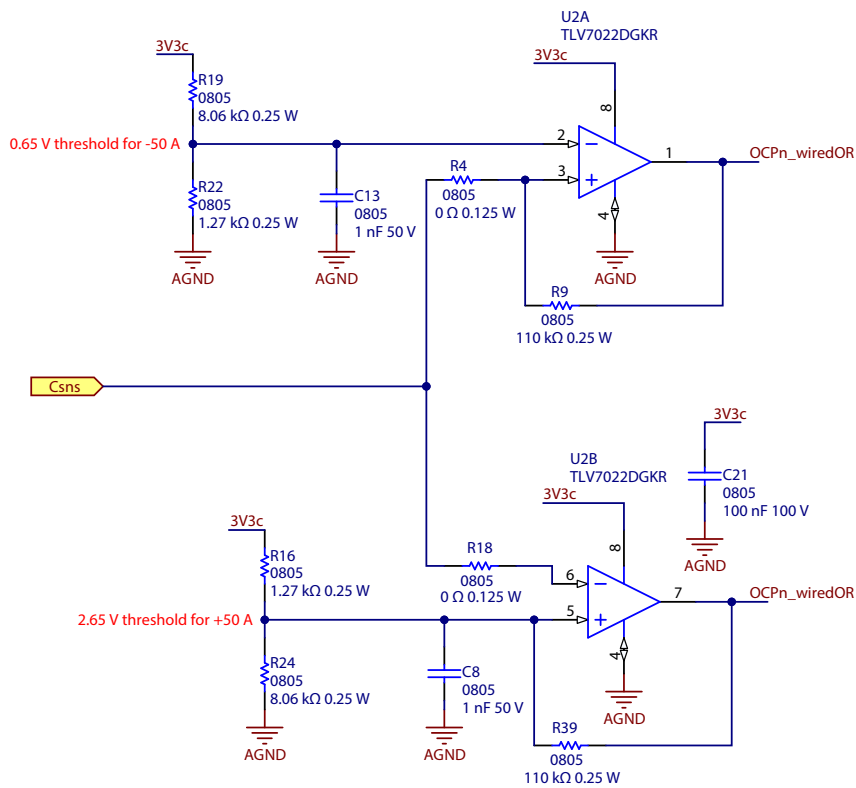 U2A
TLV7022DGKR
3V3c
3V3c
R19
0805
8.06 kΩ 0.25 W
8
0.65 V threshold for -50 A
2
1
OCPn_wiredOR
R4
3
0805
0 Ω 0.125 W
R22
0805
1.27 kΩ 0.25 W
C13
0805
1 nF 50 V
4
AGND
AGND
AGND
R9
0805
110 kΩ 0.25 W
Csns
3V3c
U2B
TLV7022DGKR
3V3c
C21
0805
100 nF 100 V
3V3c
8
AGND
R16
0805
1.27 kΩ 0.25 W
R18
0805
0 Ω 0.125 W
6
7
OCPn_wiredOR
2.65 V threshold for +50 A
5
R24
0805
8.06 kΩ 0.25 W
C8
0805
1 nF 50 V
4
AGND
AGND
AGND
R39
0805
110 kΩ 0.25 W